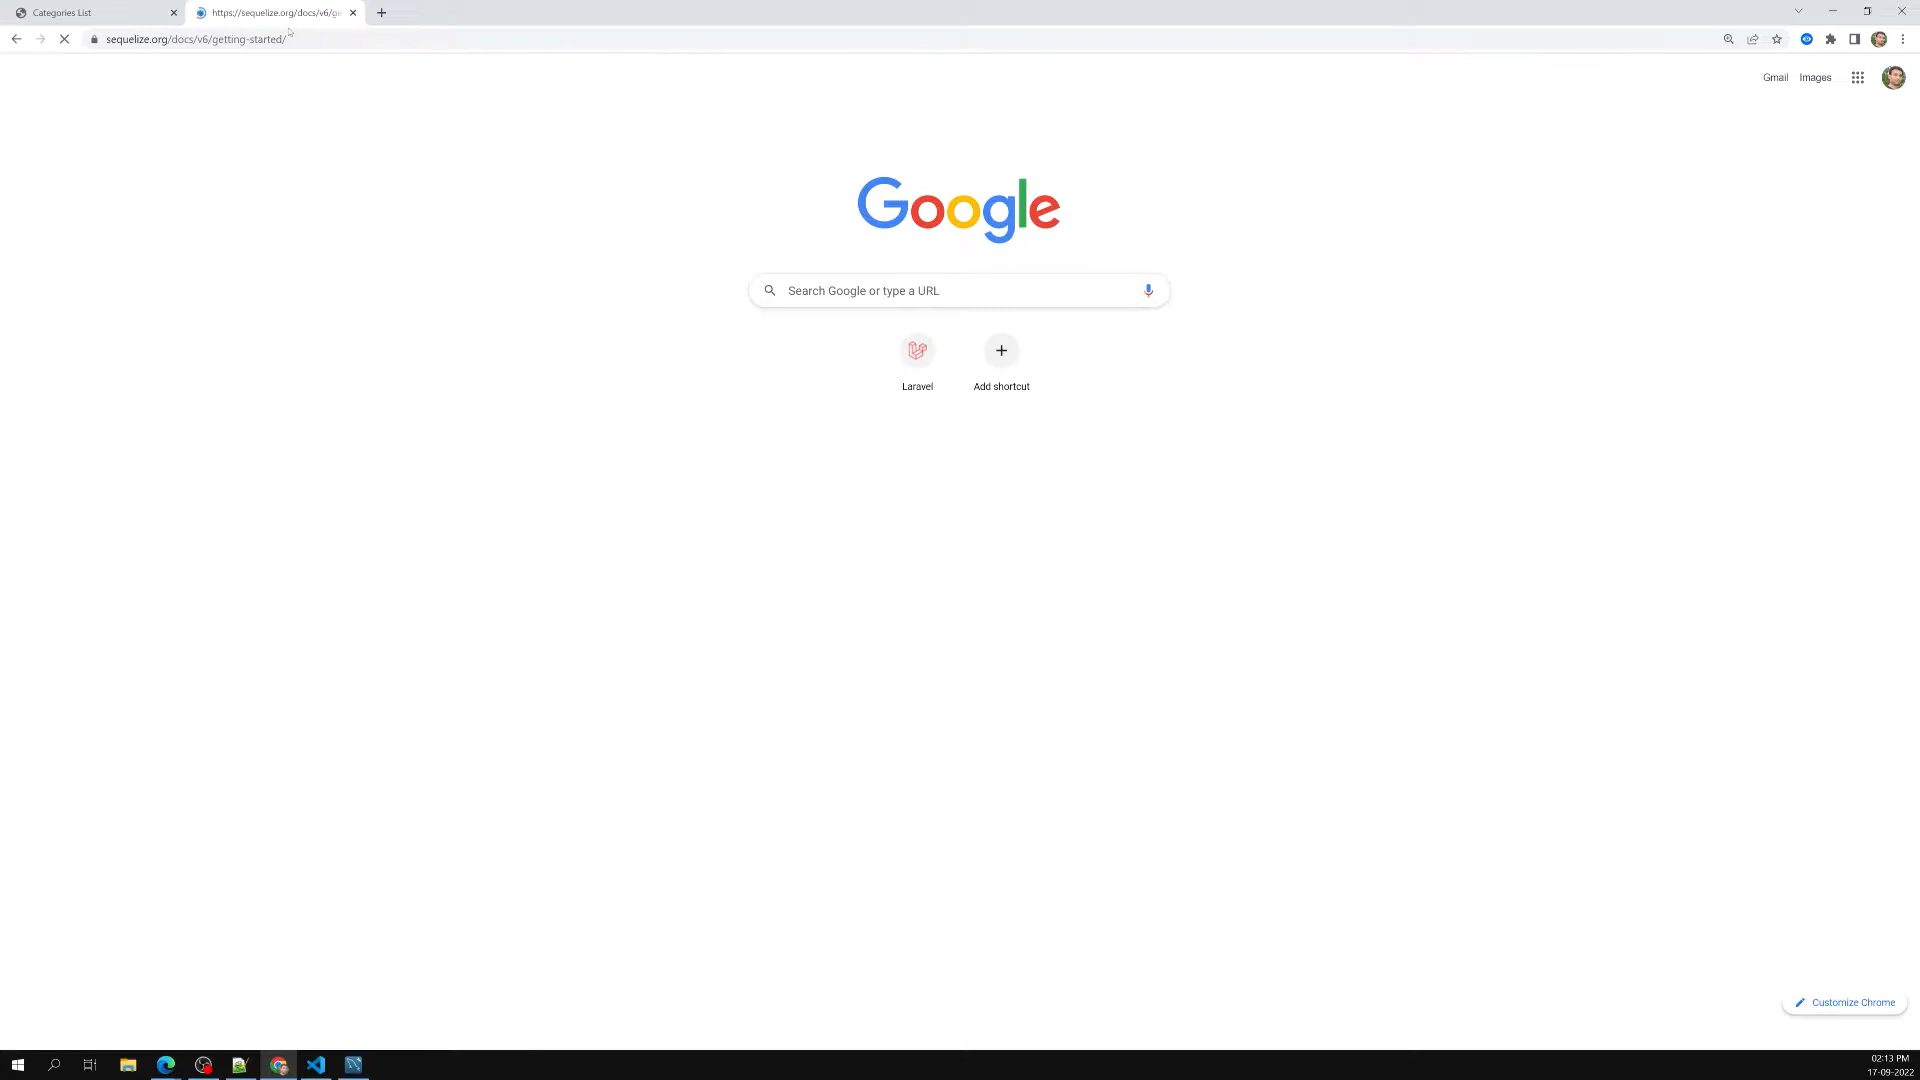 Categories List
https://sequelize.org/docs/v6/ge
sequelize.org/docs/v6/getting-started/
Gmail Images
Google
Search Google or type a URL
Laravel Add shortcut
Customize Chrome
02:13 PM
17-09-2022